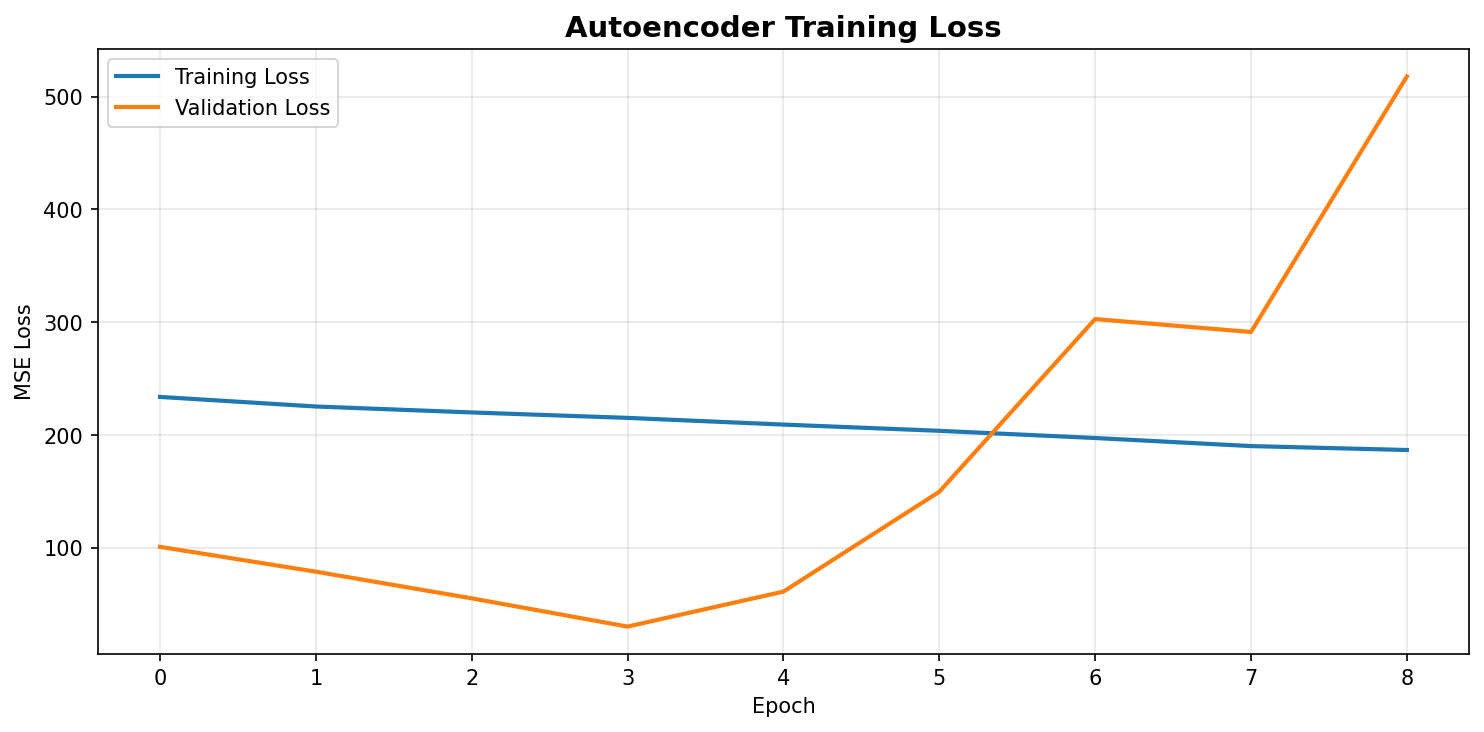 Autoencoder Training Loss
Training Loss
Validation Loss
500
400
300
200
100
MSE Loss
0 1 2 3 4 5 6 7 8
Epoch